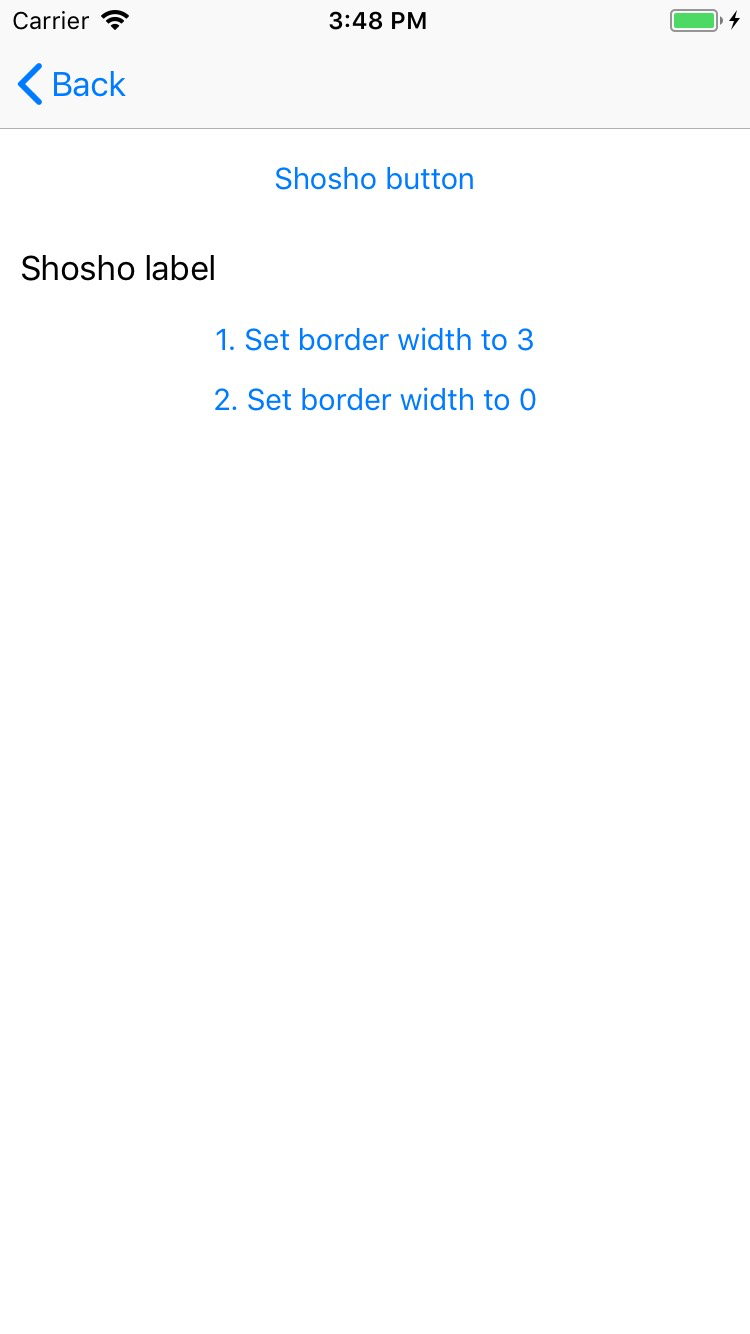 Carrier 3:48 PM
Back
Shosho button
Shosho label
1. Set border width to 3
2. Set border width to 0